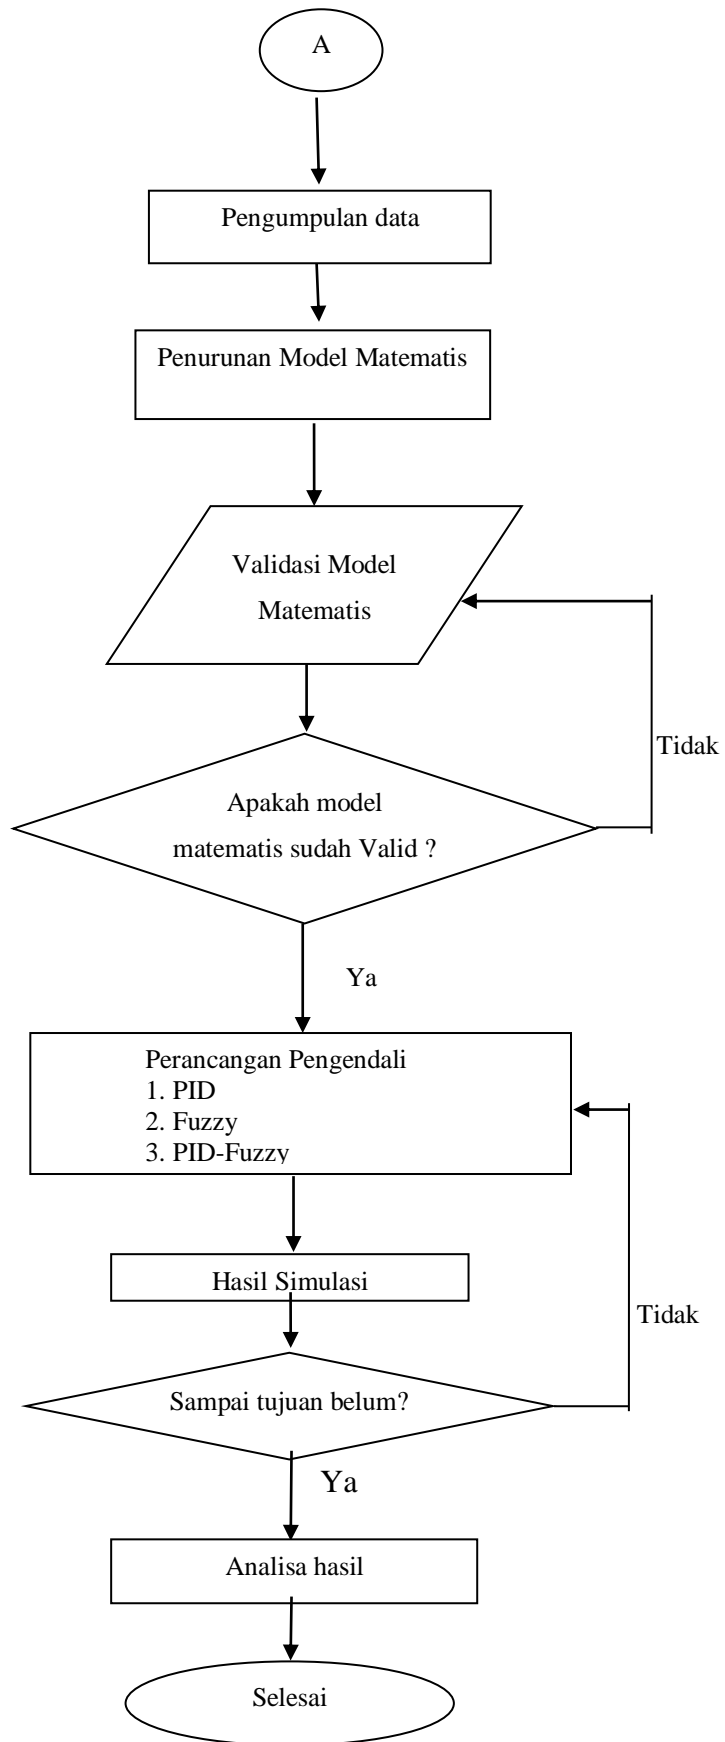 A
Pengumpulan data
Penurunan Model Matematis
Validasi Model
Matematis
Tidak
Apakah model
matematis sudah Valid ?
Ya
Perancangan Pengendali
1. PID
2. Fuzzy
3. PID-Fuzzy
Hasil Simulasi
Tidak
Sampai tujuan belum?
Ya
Analisa hasil
Selesai